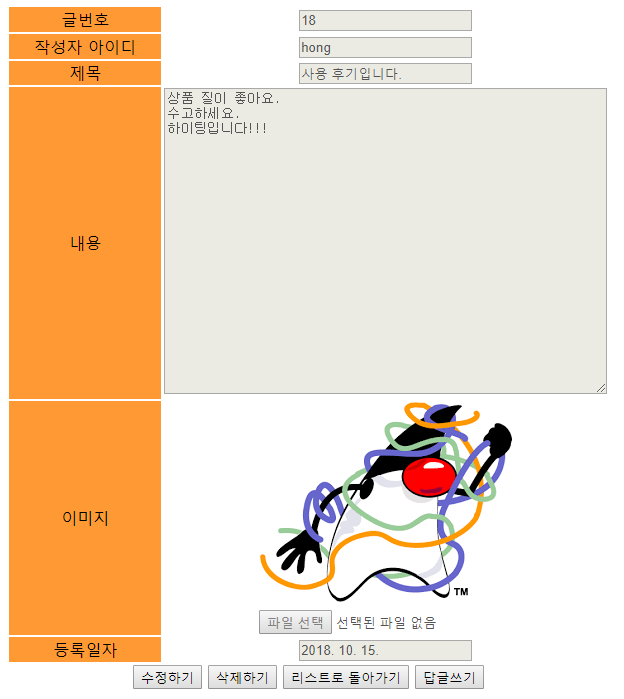 글번호 18
작성자 아이디 hong
제목 사용 후기입니다.
내용
상품 질이 좋아요.
수고하세요.
하이팅입니다!!!
이미지
TM
파일 선택 선택된 파일 없음
등록일자 2018. 10. 15.
수정하기 삭제하기 리스트로 돌아가기 답글쓰기